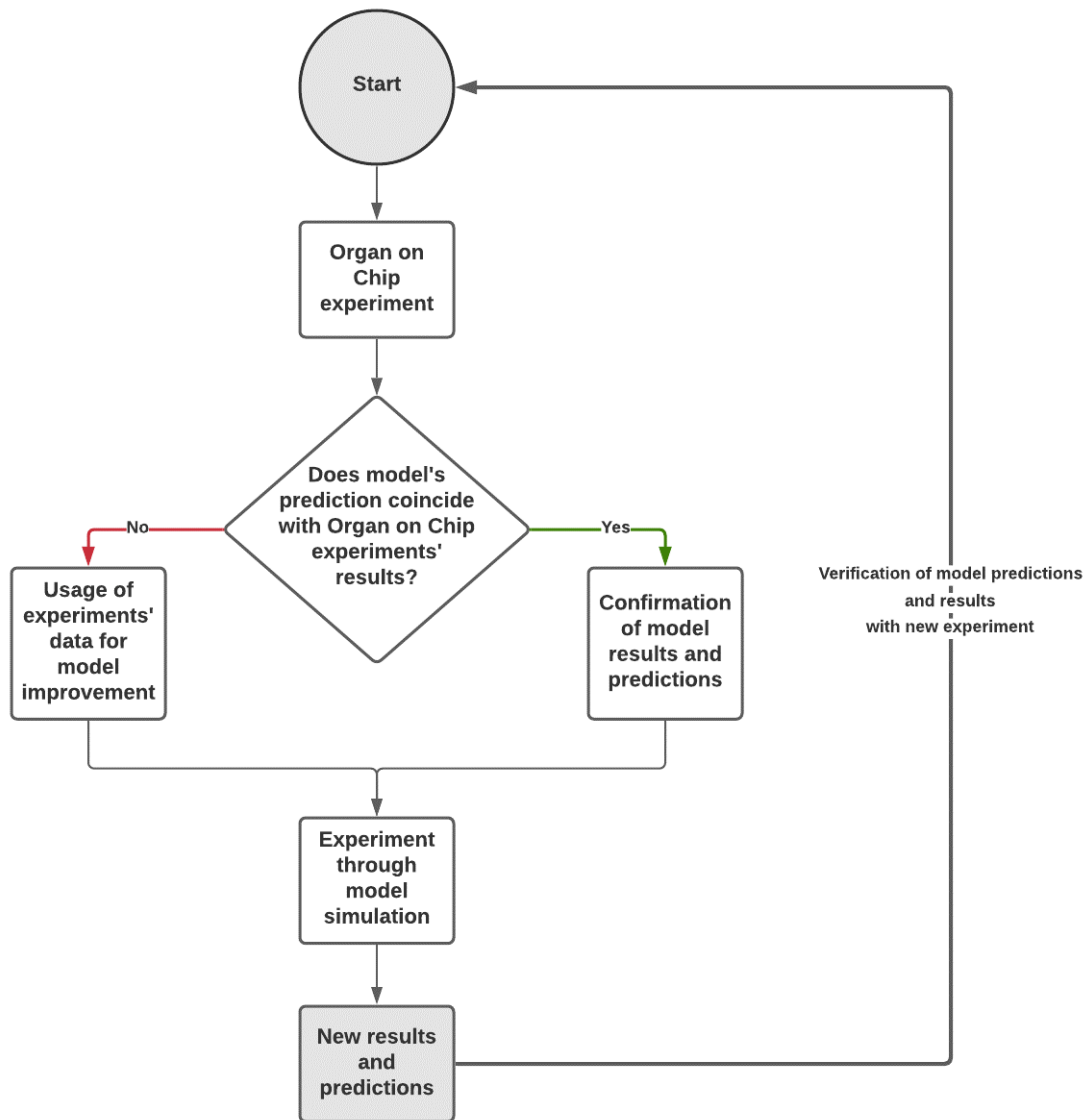 Start
Organ on
Chip
experiment
Does model's
prediction coincide
with Organ on Chip
experiments'
results?
No
Yes
Usage of
experiments'
data for
model
improvement
Confirmation
of model
results and
predictions
Verification of model predictions
and results
with new experiment
Experiment
through
model
simulation
New results
and
predictions